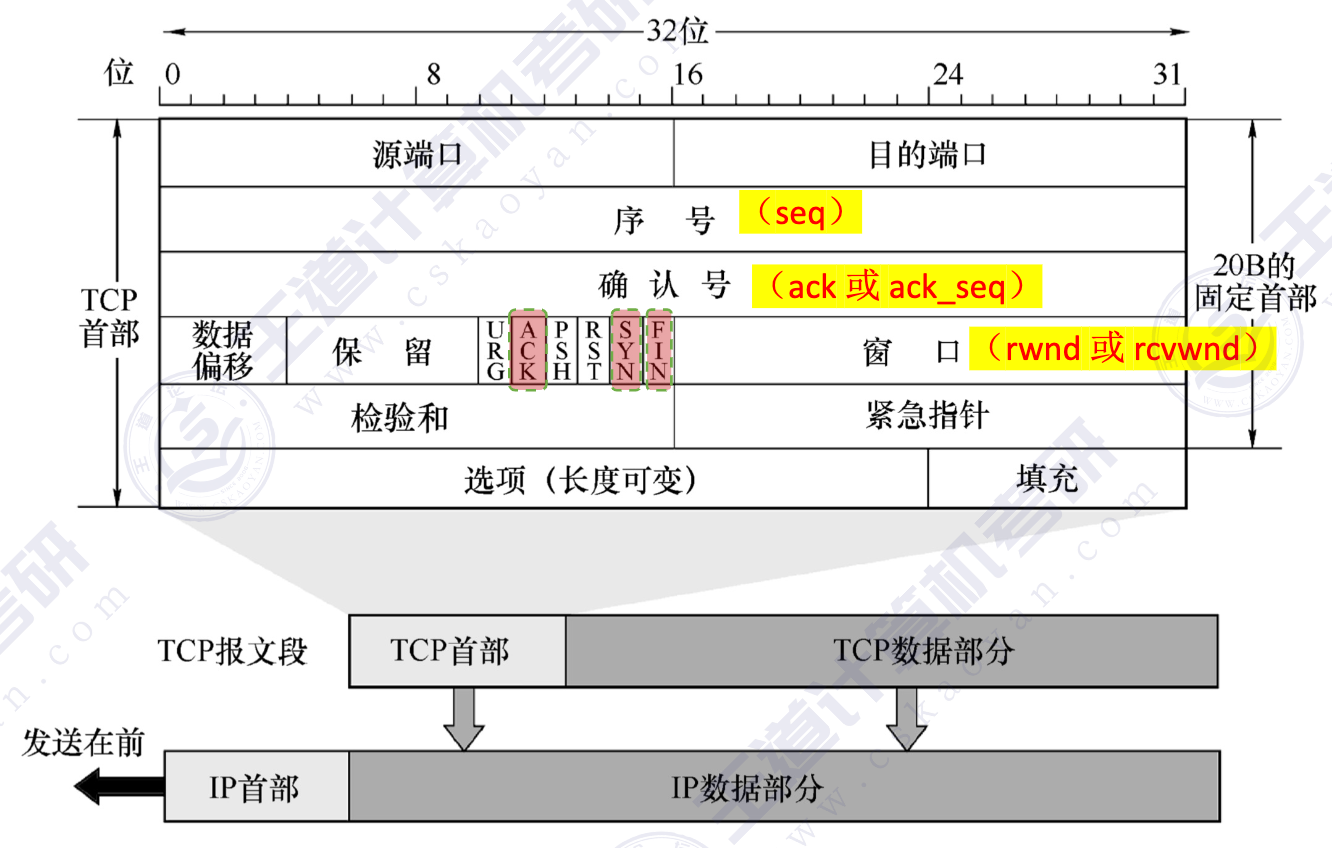 32位
位 0 8 16 24 31
源端口 目的端口
序 号 （seq）
确 认 号 （ack 或 ack_seq）
TCP首部
20B的固定首部
数据偏移 保 留 URG ACK PSH RST SYN FIN 窗 口 （rwnd 或 rcvwnd）
检验和 紧急指针
选项（长度可变） 填充
TCP报文段 TCP首部 TCP数据部分
发送在前
IP首部 IP数据部分
王道计算机考研
www.cskaoyan.com